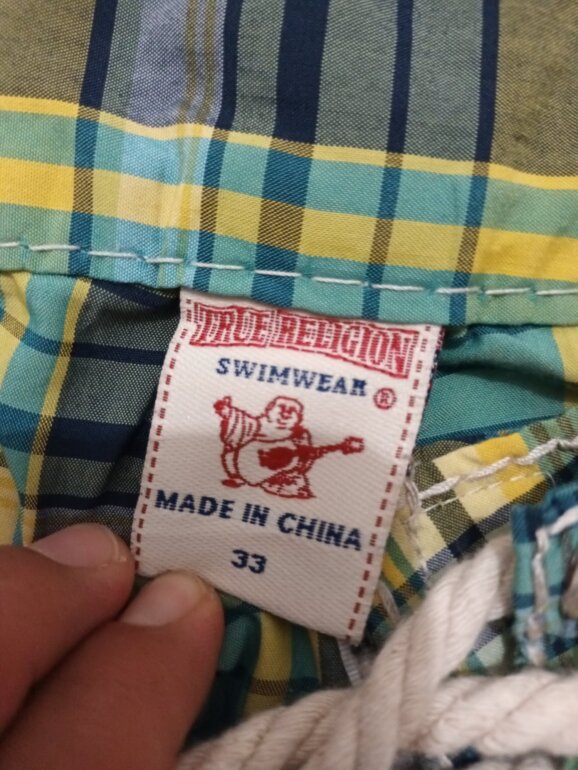 TRUE RELIGION
SWIMWEAR ®
MADE IN CHINA
33